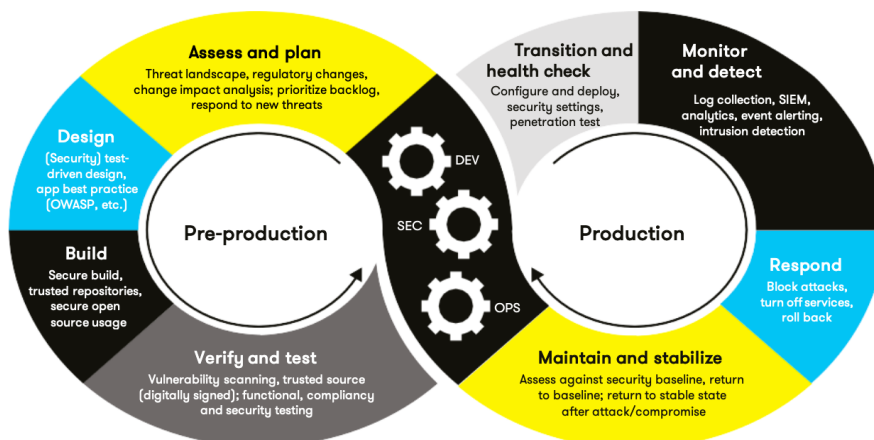 Assess and plan
Threat landscape, regulatory changes,
change impact analysis; prioritize backlog,
respond to new threats
Design
(Security) test-
driven design,
app best practice
(OWASP, etc.)
Build
Secure build,
trusted repositories,
secure open
source usage
Verify and test
Vulnerability scanning, trusted source
(digitally signed); functional, compliancy
and security testing
Pre-production
DEV
SEC
OPS
Transition and
health check
Configure and deploy,
security settings,
penetration test
Monitor
and detect
Log collection, SIEM,
analytics, event alerting,
intrusion detection
Respond
Block attacks,
turn off services,
roll back
Maintain and stabilize
Assess against security baseline, return
to baseline; return to stable state
after attack/compromise
Production